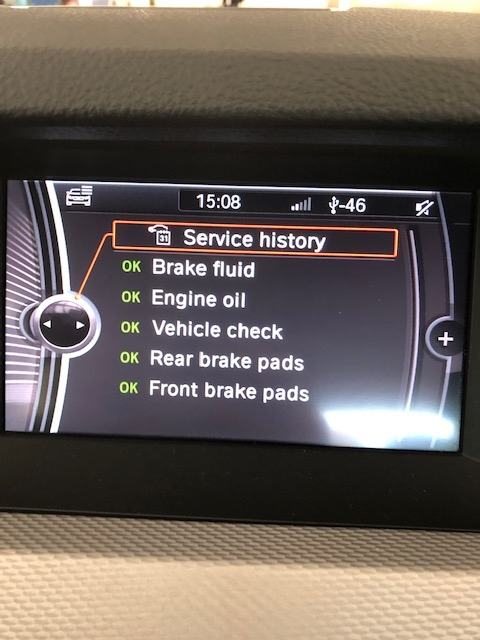 15:08 -46
31 Service history
OK Brake fluid
OK Engine oil
OK Vehicle check
OK Rear brake pads
OK Front brake pads